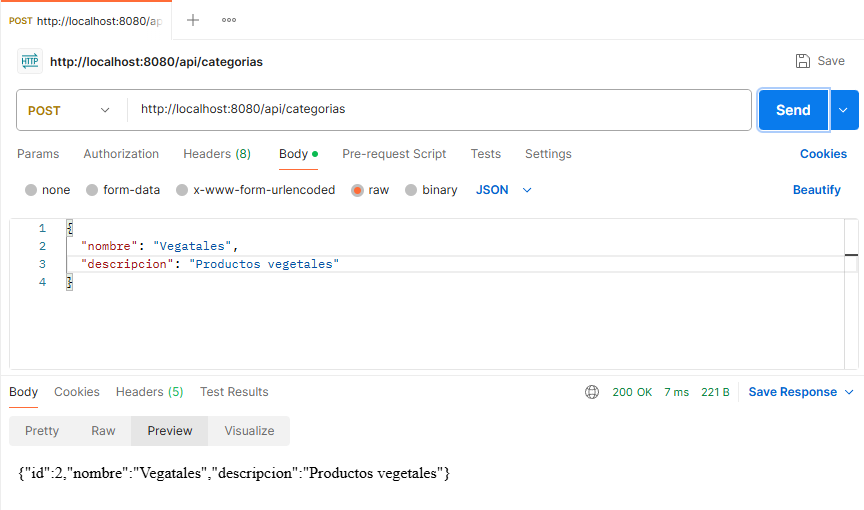 POST http://localhost:8080/ap
HTTP http://localhost:8080/api/categorias Save
POST http://localhost:8080/api/categorias Send
Params Authorization Headers (8) Body Pre-request Script Tests Settings Cookies
none form-data x-www-form-urlencoded raw binary JSON Beautify
1 {
2 "nombre": "Vegatales",
3 "descripcion": "Productos vegetales"
4 }
Body Cookies Headers (5) Test Results 200 OK 7 ms 221 B Save Response
Pretty Raw Preview Visualize
{"id":2,"nombre":"Vegatales","descripcion":"Productos vegetales"}